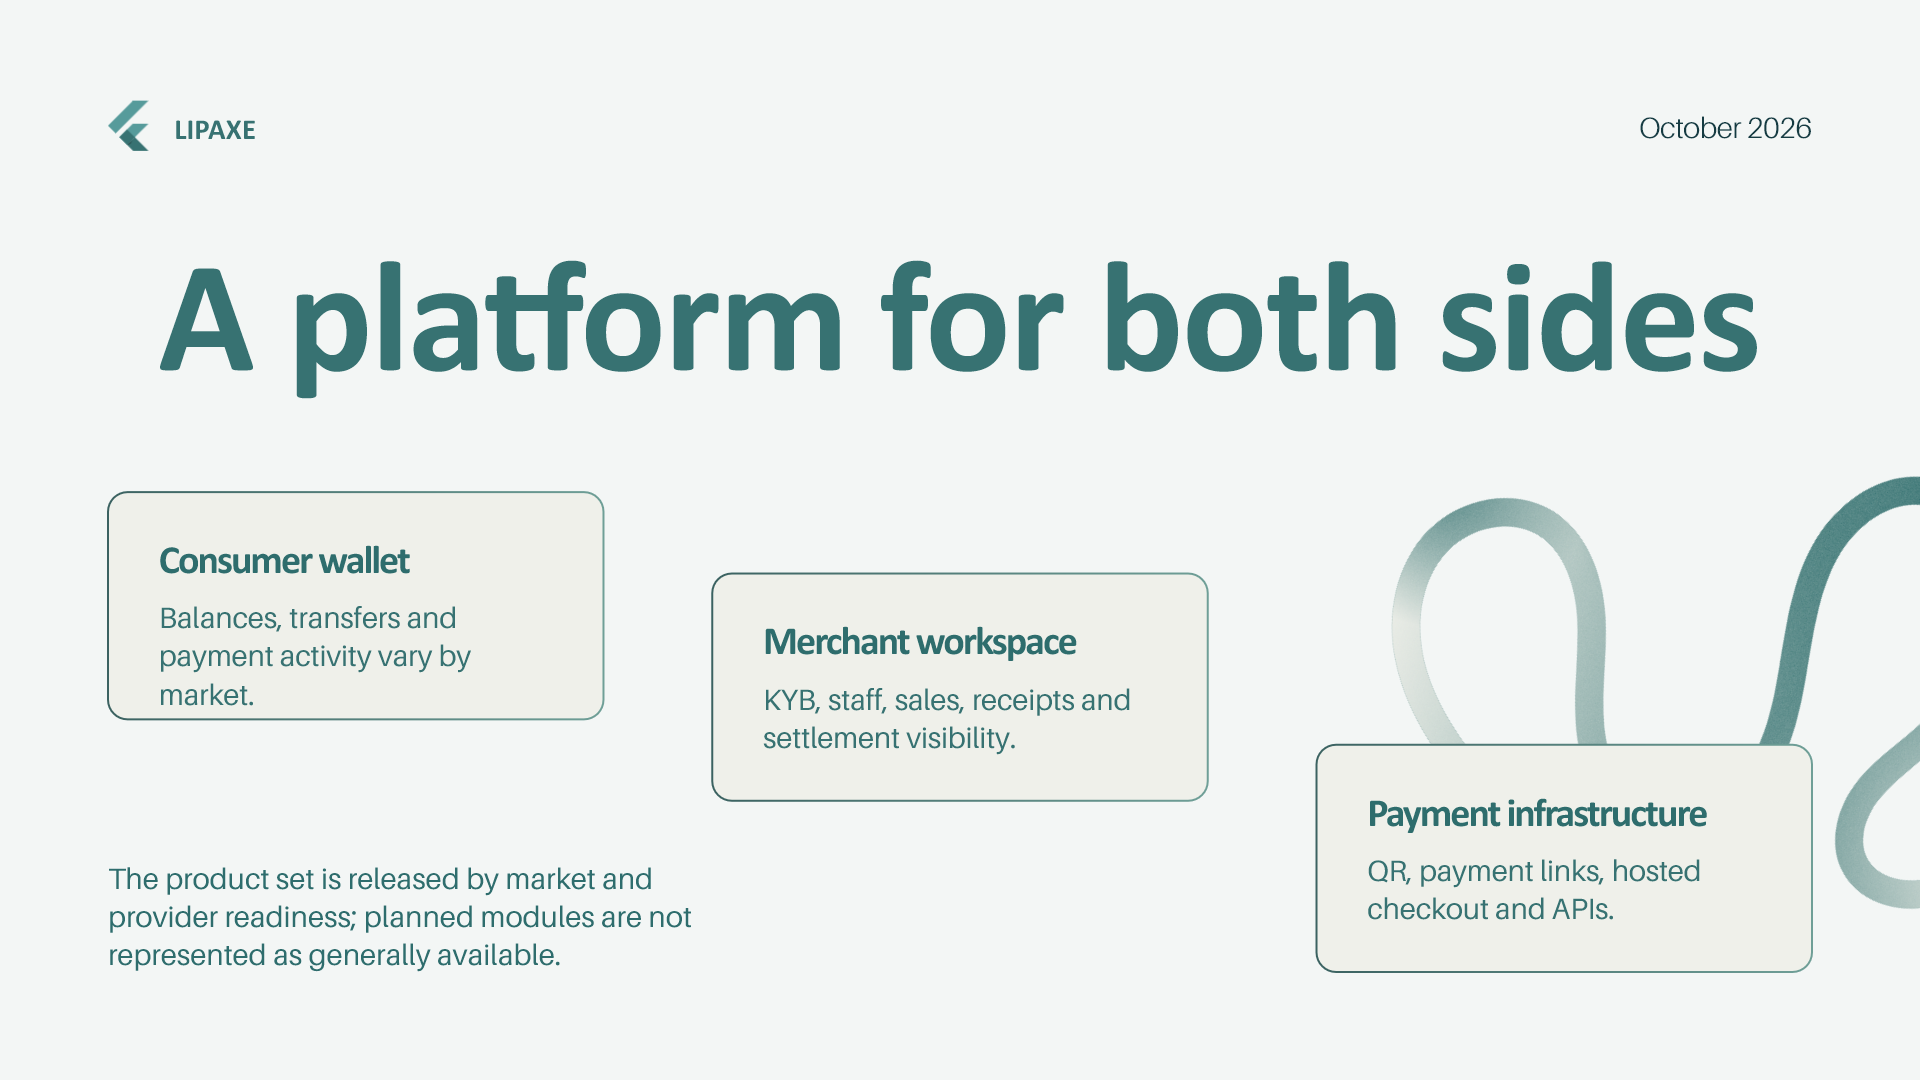 LIPAXE
October 2026
A platform for both sides
Consumer wallet
Balances, transfers and
payment activity vary by
market.
Merchant workspace
KYB, staff, sales, receipts and
settlement visibility.
Payment infrastructure
QR, payment links, hosted
checkout and APIs.
The product set is released by market and
provider readiness; planned modules are not
represented as generally available.